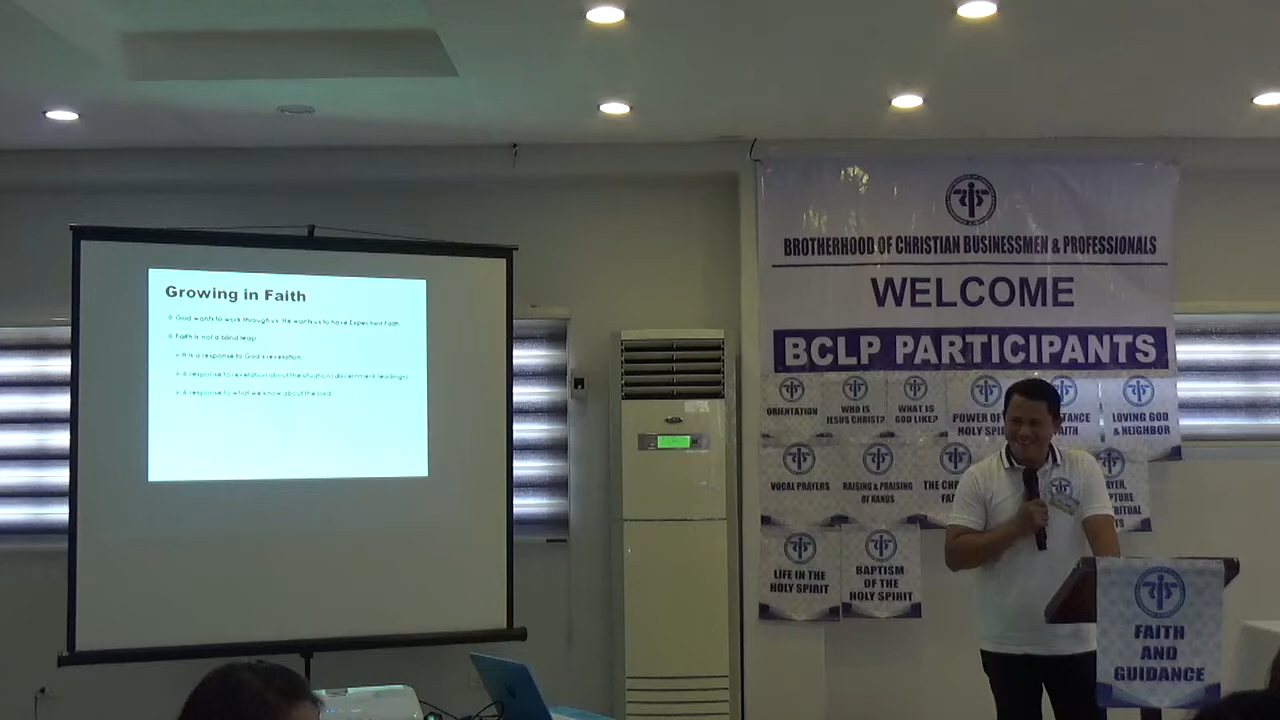 Growing in Faith
God wants to work through us. He wants us to have Expectant Faith.
Faith is not a blind leap.
It is a response to God's revelation.
A response to revelation about the situation (discernment leadings)
A response to what we know about the Lord.
BROTHERHOOD OF CHRISTIAN BUSINESSMEN & PROFESSIONALS
WELCOME
BCLP PARTICIPANTS
ORIENTATION
WHO IS
JESUS CHRIST?
WHAT IS
GOD LIKE?
POWER OF
HOLY
LOVING GOD
& NEIGHBOR
VOCAL PRAYERS
RAISING & PRAISING
OF HANDS
LIFE IN THE
HOLY SPIRIT
BAPTISM
OF THE
HOLY SPIRIT
FAITH
AND
GUIDANCE